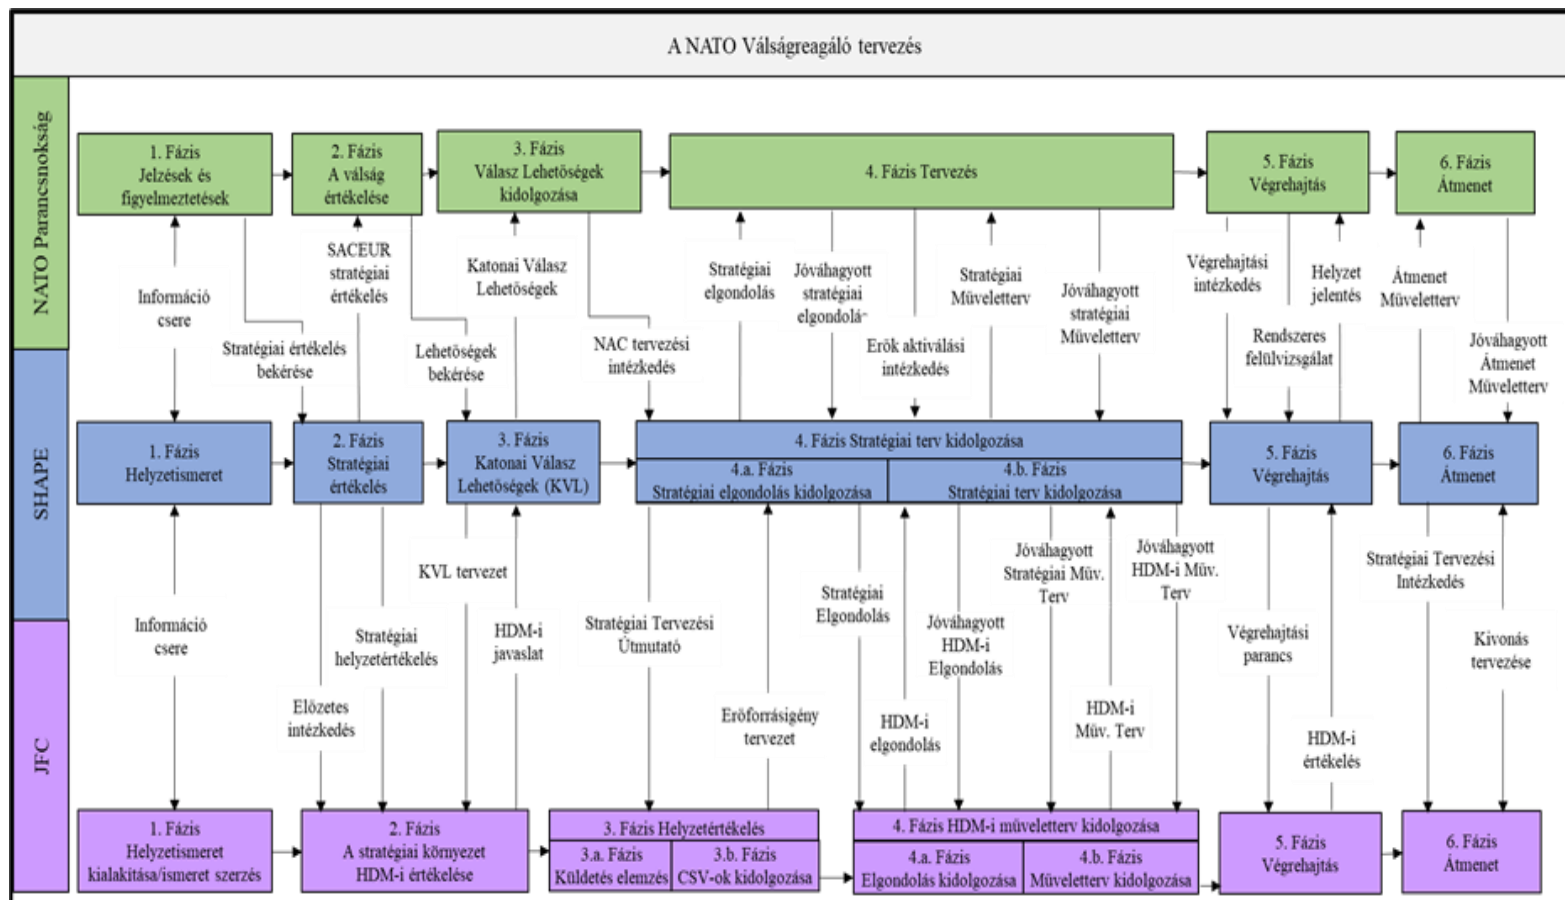 A NATO Válságreagáló tervezés
NATO Parancsnokság
1. Fázis
Jelzések és
figyelmeztetések
2. Fázis
A válság
értékelése
3. Fázis
Válasz Lehetőségek
kidolgozása
4. Fázis Tervezés
5. Fázis
Végrehajtás
6. Fázis
Átmenet
Információ
csere
Stratégiai értékelés
bekérése
SACEUR
stratégiai
értékelés
Lehetőségek
bekérése
Katonai Válasz
Lehetőségek
NAC tervezési
intézkedés
Stratégiai
elgondolás
Jóváhagyott
stratégiai
elgondolás
Erők aktiválási
intézkedés
Stratégiai
Műveletterv
Jóváhagyott
stratégiai
Műveletterv
Végrehajtási
intézkedés
Rendszeres
felülvizsgálat
Helyzet
jelentés
Átmenet
Műveletterv
Jóváhagyott
Átmenet
Műveletterv
SHAPE
1. Fázis
Helyzetismeret
2. Fázis
Stratégiai
értékelés
3. Fázis
Katonai Válasz
Lehetőségek (KVL)
4. Fázis Stratégiai terv kidolgozása
4.a. Fázis
Stratégiai elgondolás kidolgozása
4.b. Fázis
Stratégiai terv kidolgozása
5. Fázis
Végrehajtás
6. Fázis
Átmenet
Információ
csere
Előzetes
intézkedés
Stratégiai
helyzetértékelés
KVL tervezet
HDM-i
javaslat
Stratégiai Tervezési
Útmutató
Erőforrásigény
tervezet
Stratégiai
Elgondolás
HDM-i
elgondolás
Jóváhagyott
HDM-i
Elgondolás
Jóváhagyott
Stratégiai Műv.
Terv
HDM-i
Műv. Terv
Jóváhagyott
HDM-i Műv.
Terv
Végrehajtási
parancs
HDM-i
értékelés
Stratégiai Tervezési
Intézkedés
Kivonás
tervezése
JFC
1. Fázis
Helyzetismeret
kialakítása/ismeret szerzés
2. Fázis
A stratégiai környezet
HDM-i értékelése
3. Fázis Helyzetértékelés
3.a. Fázis
Küldetés elemzés
3.b. Fázis
CSV-ok kidolgozása
4. Fázis HDM-i műveletterv kidolgozása
4.a. Fázis
Elgondolás kidolgozása
4.b. Fázis
Műveletterv kidolgozása
5. Fázis
Végrehajtás
6. Fázis
Átmenet